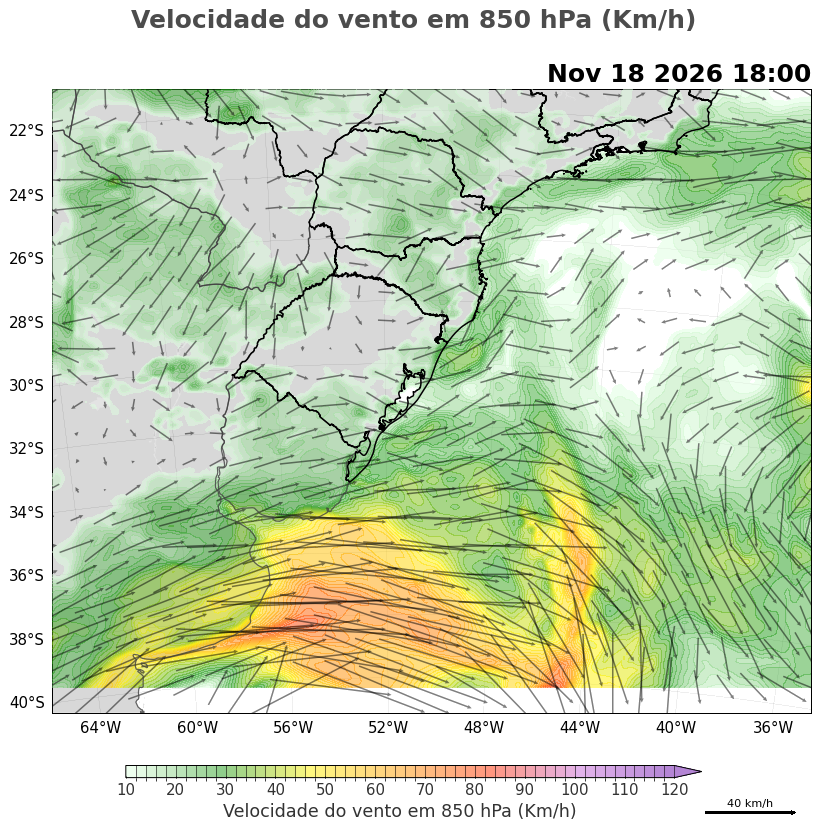 Velocidade do vento em 850 hPa (Km/h)
Nov 18 2026 18:00
22°S
24°S
26°S
28°S
30°S
32°S
34°S
36°S
38°S
40°S
64°W 60°W 56°W 52°W 48°W 44°W 40°W 36°W
10 20 30 40 50 60 70 80 90 100 110 120
Velocidade do vento em 850 hPa (Km/h)
40 km/h